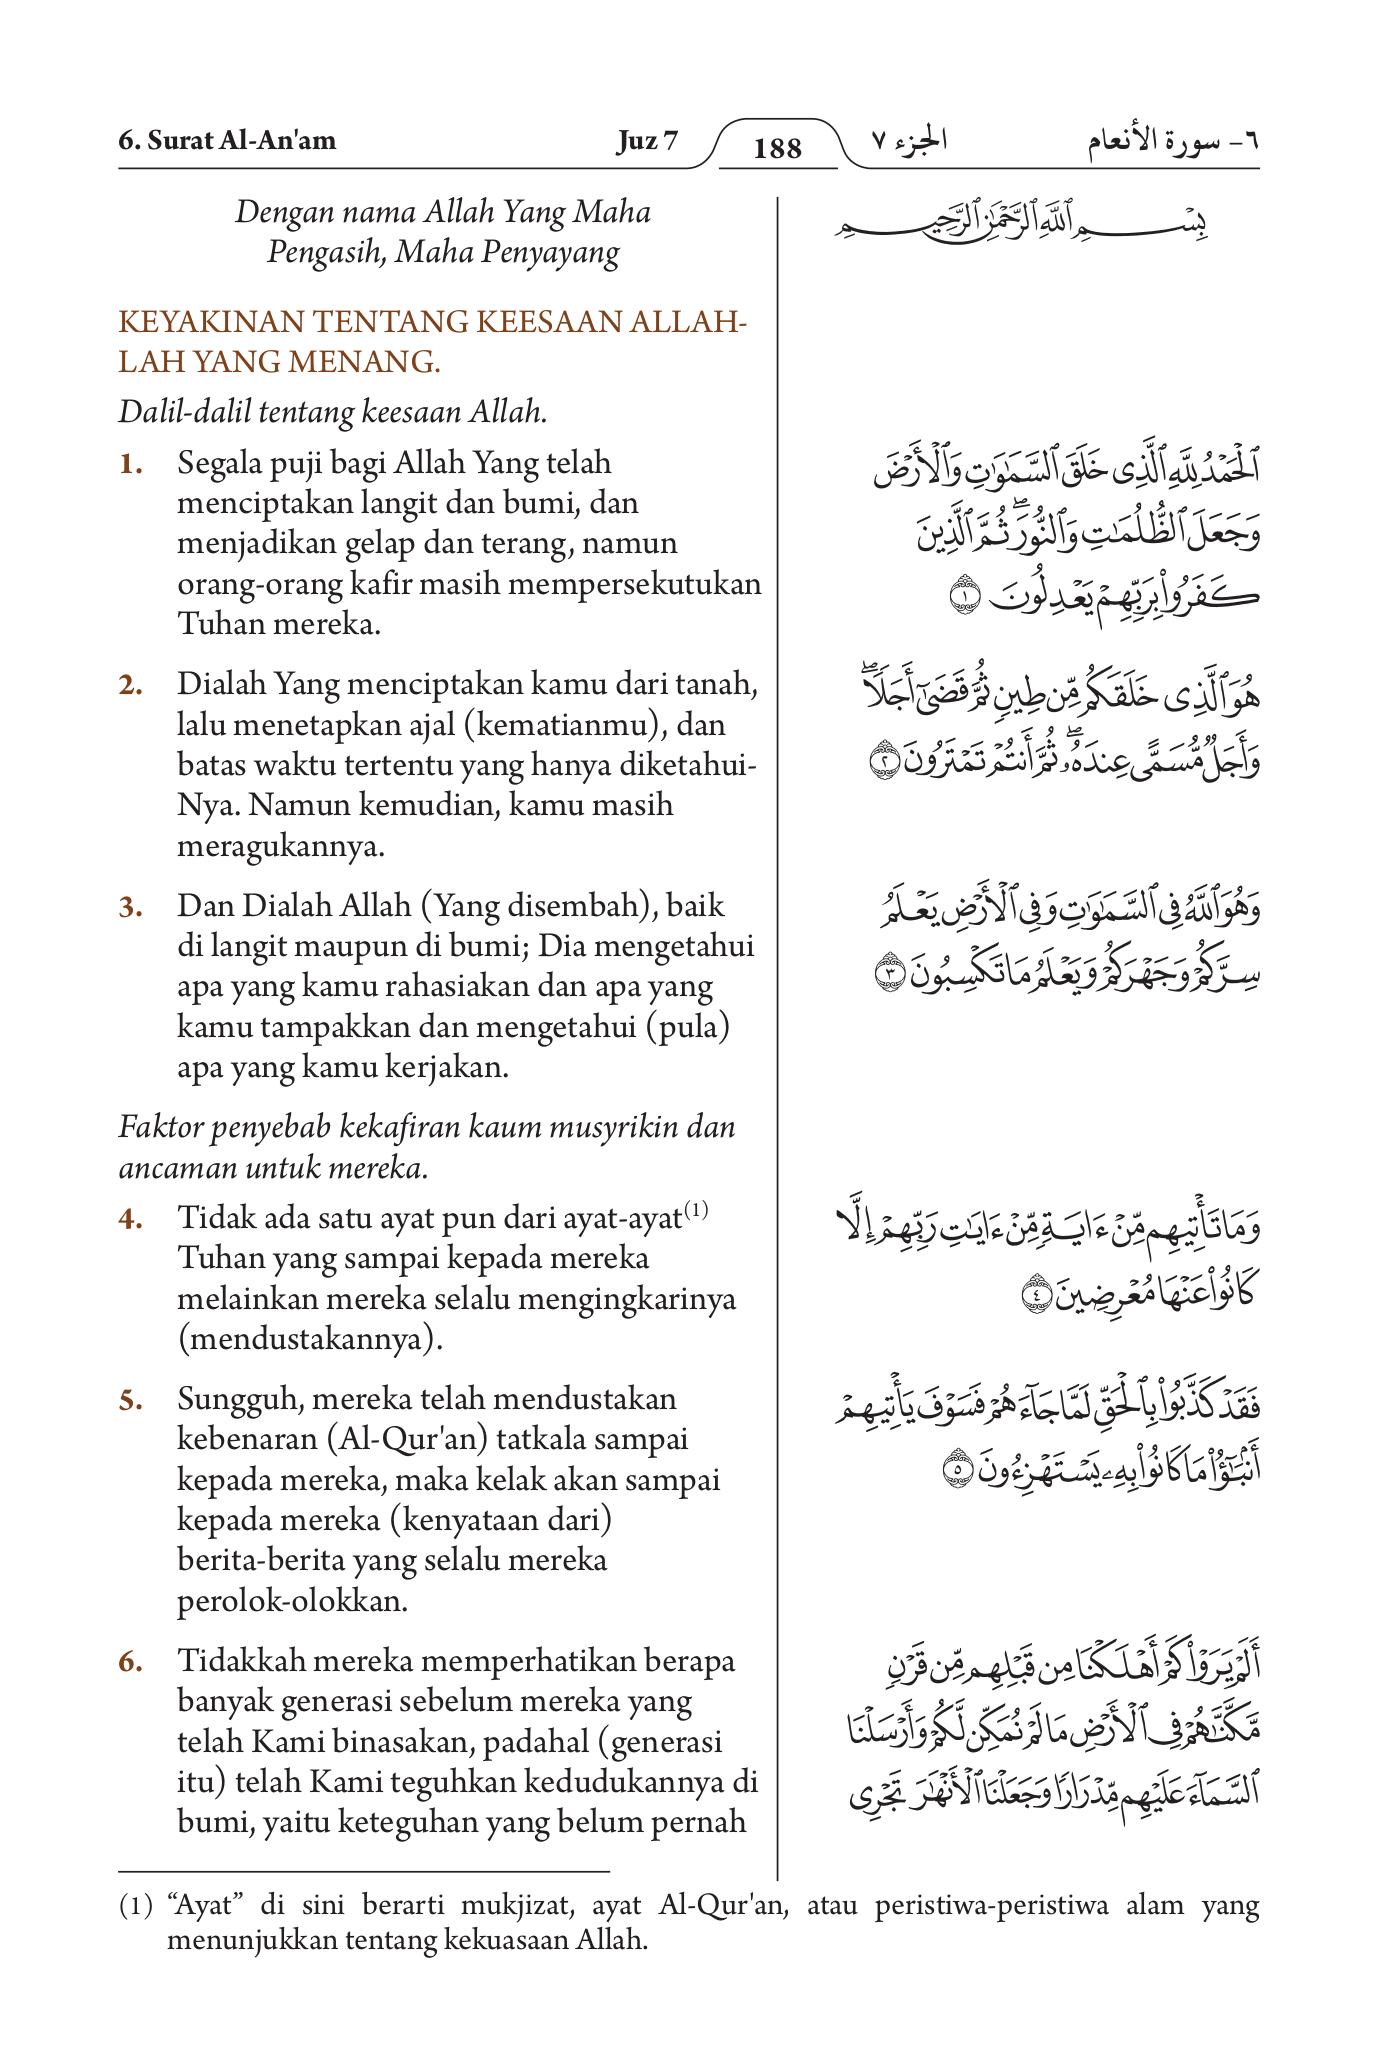 6. Surat Al-An'am
Juz 7
188
الجزء ٧
٦- سورة الأنعام
Dengan nama Allah Yang Maha
Pengasih, Maha Penyayang
KEYAKINAN TENTANG KEESAAN ALLAH-
LAH YANG MENANG.
Dalil-dalil tentang keesaan Allah.
1. Segala puji bagi Allah Yang telah
menciptakan langit dan bumi, dan
menjadikan gelap dan terang, namun
orang-orang kafir masih mempersekutukan
Tuhan mereka.
2. Dialah Yang menciptakan kamu dari tanah,
lalu menetapkan ajal (kematianmu), dan
batas waktu tertentu yang hanya diketahui-
Nya. Namun kemudian, kamu masih
meragukannya.
3. Dan Dialah Allah (Yang disembah), baik
di langit maupun di bumi; Dia mengetahui
apa yang kamu rahasiakan dan apa yang
kamu tampakkan dan mengetahui (pula)
apa yang kamu kerjakan.
Faktor penyebab kekafiran kaum musyrikin dan
ancaman untuk mereka.
4. Tidak ada satu ayat pun dari ayat-ayat(1)
Tuhan yang sampai kepada mereka
melainkan mereka selalu mengingkarinya
(mendustakannya).
5. Sungguh, mereka telah mendustakan
kebenaran (Al-Qur'an) tatkala sampai
kepada mereka, maka kelak akan sampai
kepada mereka (kenyataan dari)
berita-berita yang selalu mereka
perolok-olokkan.
6. Tidakkah mereka memperhatikan berapa
banyak generasi sebelum mereka yang
telah Kami binasakan, padahal (generasi
itu) telah Kami teguhkan kedudukannya di
bumi, yaitu keteguhan yang belum pernah
بِسْمِ ٱللَّهِ ٱلرَّحْمَٰنِ ٱلرَّحِيمِ
ٱلْحَمْدُ لِلَّهِ ٱلَّذِى خَلَقَ ٱلسَّمَٰوَٰتِ وَٱلْأَرْضَ
وَجَعَلَ ٱلظُّلُمَٰتِ وَٱلنُّورَ ۖ ثُمَّ ٱلَّذِينَ
كَفَرُوا۟ بِرَبِّهِمْ يَعْدِلُونَ ١
هُوَ ٱلَّذِى خَلَقَكُم مِّن طِينٍ ثُمَّ قَضَىٰٓ أَجَلًا ۖ
وَأَجَلٌ مُّسَمًّى عِندَهُۥ ۖ ثُمَّ أَنتُمْ تَمْتَرُونَ ٢
وَهُوَ ٱللَّهُ فِى ٱلسَّمَٰوَٰتِ وَفِى ٱلْأَرْضِ يَعْلَمُ
سِرَّكُمْ وَجَهْرَكُمْ وَيَعْلَمُ مَا تَكْسِبُونَ ٣
وَمَا تَأْتِيهِم مِّنْ ءَايَةٍ مِّنْ ءَايَٰتِ رَبِّهِمْ إِلَّا
كَانُوا۟ عَنْهَا مُعْرِضِينَ ٤
فَقَدْ كَذَّبُوا۟ بِٱلْحَقِّ لَمَّا جَآءَهُمْ فَسَوْفَ يَأْتِيهِمْ
أَنۢبَٰٓؤُا۟ مَا كَانُوا۟ بِهِۦ يَسْتَهْزِءُونَ ٥
أَلَمْ يَرَوْا۟ كَمْ أَهْلَكْنَا مِن قَبْلِهِم مِّن قَرْنٍ
مَّكَّنَّٰهُمْ فِى ٱلْأَرْضِ مَا لَمْ نُمَكِّن لَّكُمْ وَأَرْسَلْنَا
ٱلسَّمَآءَ عَلَيْهِم مِّدْرَارًا وَجَعَلْنَا ٱلْأَنْهَٰرَ تَجْرِى
(1) “Ayat” di sini berarti mukjizat, ayat Al-Qur'an, atau peristiwa-peristiwa alam yang
menunjukkan tentang kekuasaan Allah.